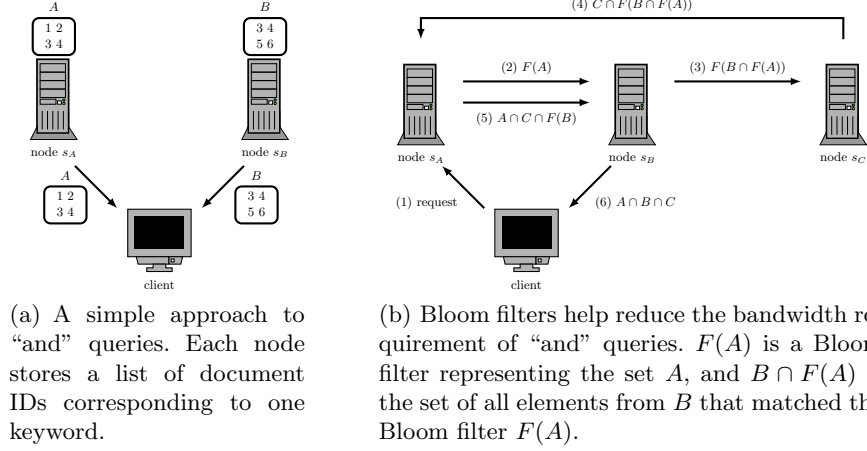 (4) C ∩ F(B ∩ F(A))
A
B
1 2
3 4
3 4
5 6
(2) F(A)
(3) F(B ∩ F(A))
(5) A ∩ C ∩ F(B)
node s_A
node s_B
node s_A
node s_B
node s_C
A
B
1 2
3 4
3 4
5 6
(1) request
(6) A ∩ B ∩ C
client
client
(a) A simple approach to
“and” queries. Each node
stores a list of document
IDs corresponding to one
keyword.
(b) Bloom filters help reduce the bandwidth re
quirement of “and” queries. F(A) is a Bloom
filter representing the set A, and B ∩ F(A)
the set of all elements from B that matched th
Bloom filter F(A).